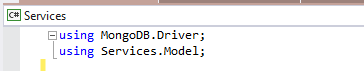 C# Services
using MongoDB.Driver;
using Services.Model;